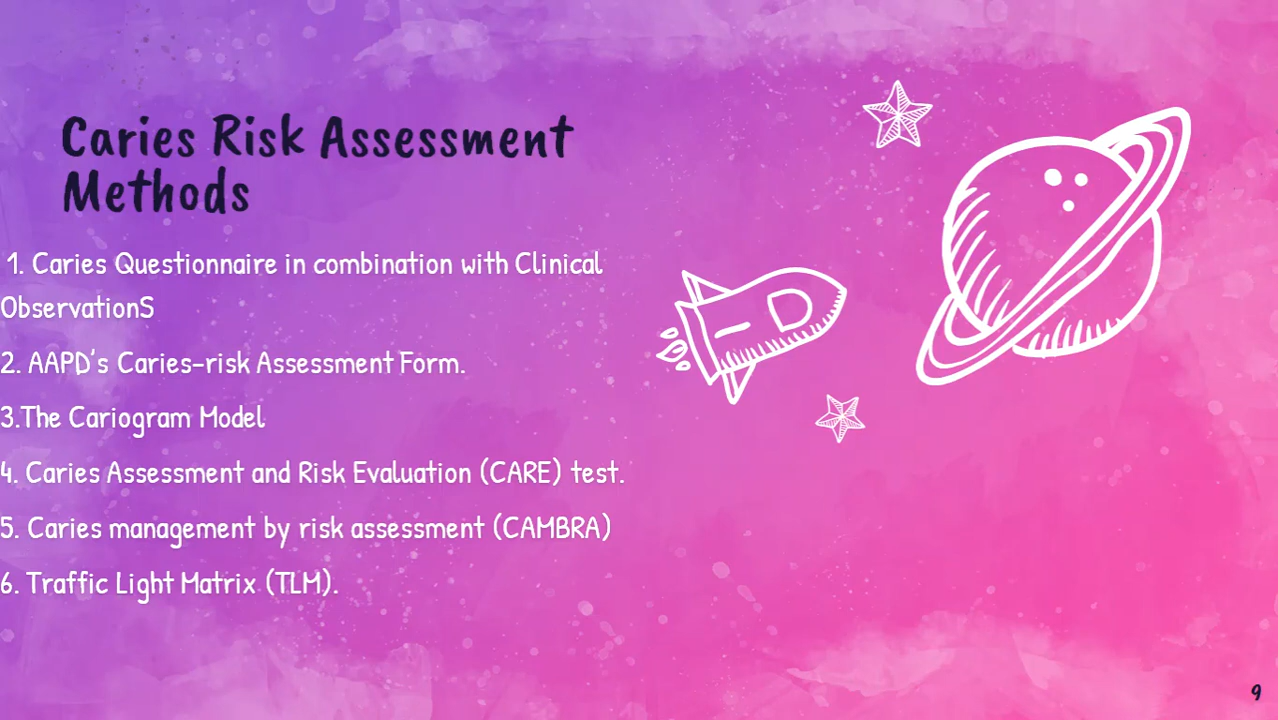 Caries Risk Assessment
Methods
1. Caries Questionnaire in combination with Clinical
ObservationS
2. AAPD's Caries-risk Assessment Form.
3.The Cariogram Model
4. Caries Assessment and Risk Evaluation (CARE) test.
5. Caries management by risk assessment (CAMBRA)
6. Traffic Light Matrix (TLM).
9